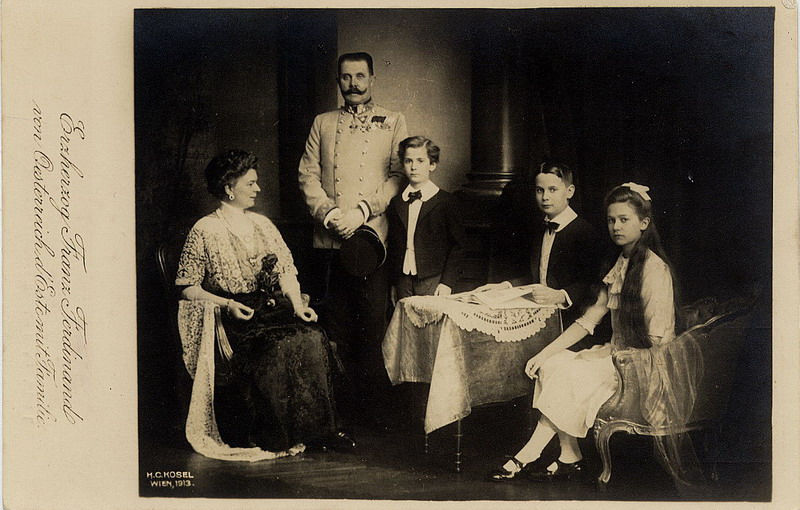 Erzherzog Franz Ferdinand
von Oesterreich d'Este mit Familie.
H.C. KOSEL
WIEN, 1913.